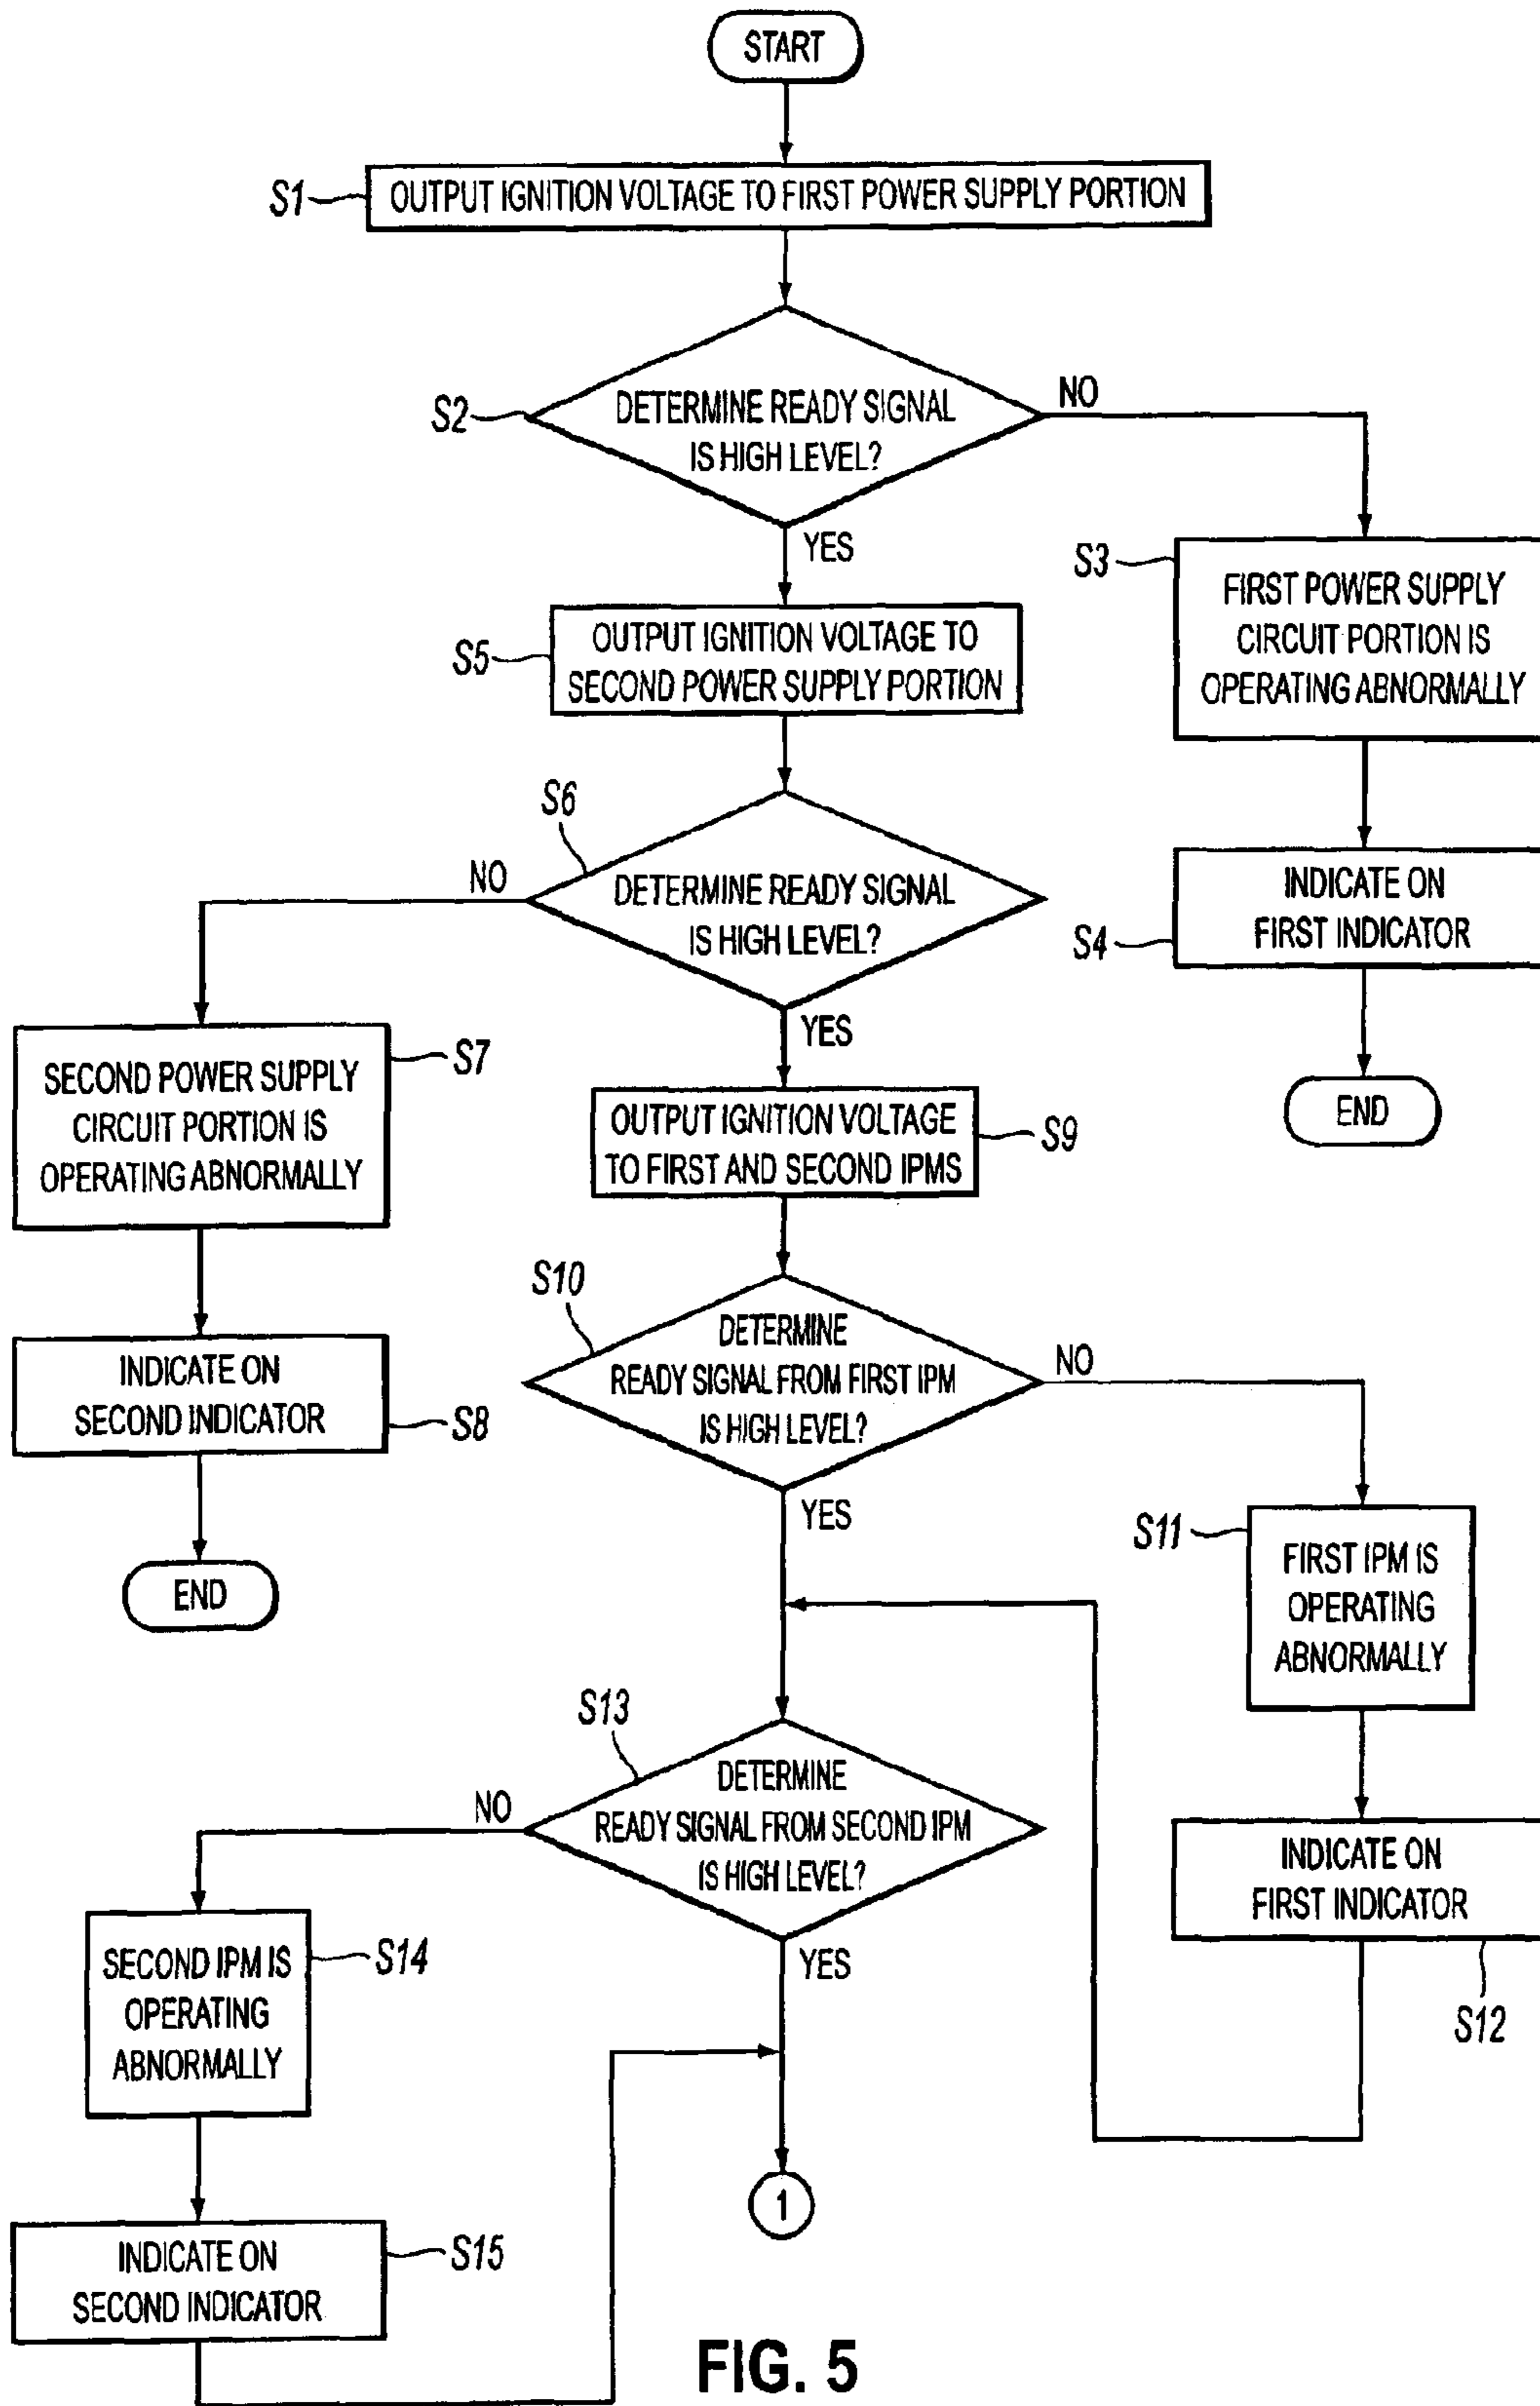 START
S1
OUTPUT IGNITION VOLTAGE TO FIRST POWER SUPPLY PORTION
S2
DETERMINE READY SIGNAL
IS HIGH LEVEL?
NO
YES
S3
FIRST POWER SUPPLY
CIRCUIT PORTION IS
OPERATING ABNORMALLY
S4
INDICATE ON
FIRST INDICATOR
END
S5
OUTPUT IGNITION VOLTAGE TO
SECOND POWER SUPPLY PORTION
S6
DETERMINE READY SIGNAL
IS HIGH LEVEL?
NO
YES
S7
SECOND POWER SUPPLY
CIRCUIT PORTION IS
OPERATING ABNORMALLY
INDICATE ON
SECOND INDICATOR
S8
END
OUTPUT IGNITION VOLTAGE
TO FIRST AND SECOND IPMS
S9
S10
DETERMINE
READY SIGNAL FROM FIRST IPM
IS HIGH LEVEL?
NO
YES
S11
FIRST IPM IS
OPERATING
ABNORMALLY
INDICATE ON
FIRST INDICATOR
S12
S13
DETERMINE
READY SIGNAL FROM SECOND IPM
IS HIGH LEVEL?
NO
YES
SECOND IPM IS
OPERATING
ABNORMALLY
S14
INDICATE ON
SECOND INDICATOR
S15
1
FIG. 5